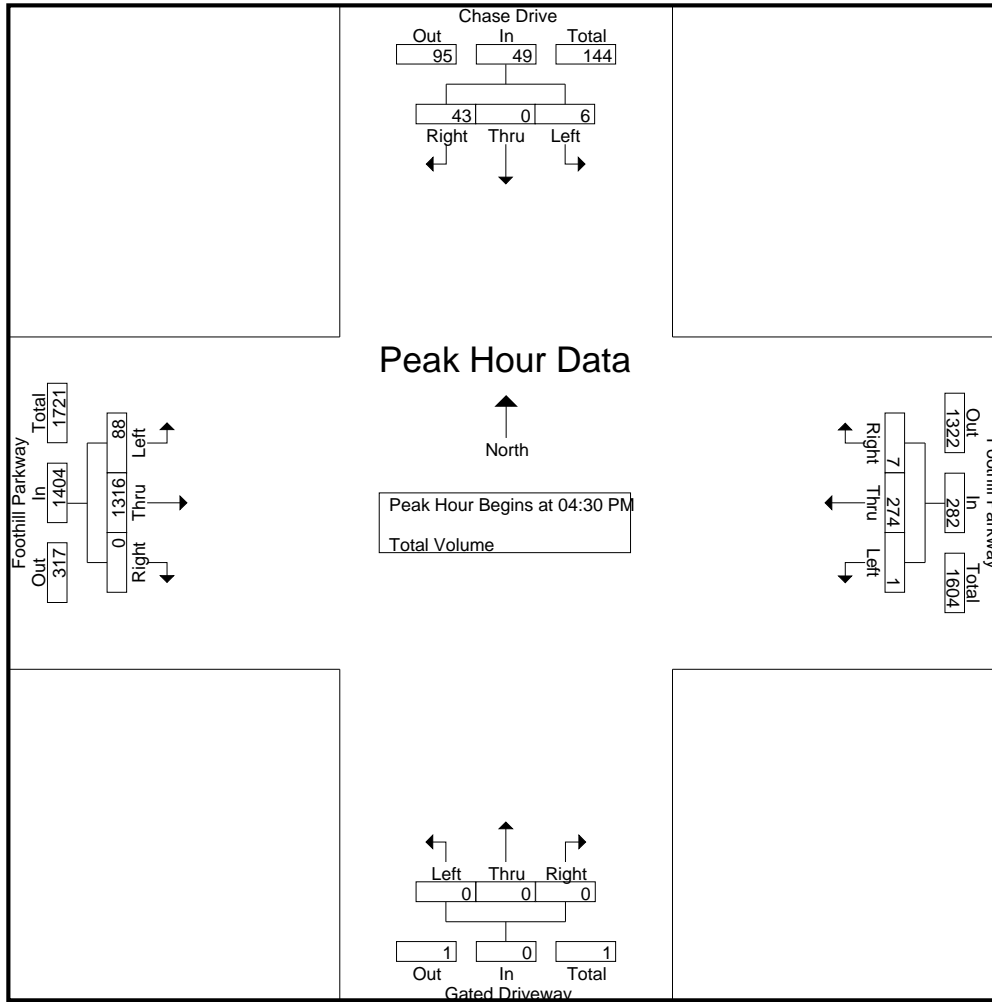 Chase Drive
Out In Total
95 49 144
43 0 6
Right Thru Left
Peak Hour Data
North
Peak Hour Begins at 04:30 PM
Total Volume
Foothill Parkway
Out In Total
317 1404 1721
0 1316 88
Right Thru Left
Foothill Parkway
Out In Total
1322 282 1604
7 274 1
Right Thru Left
Left Thru Right
0 0 0
1 0 1
Out In Total
Gated Driveway